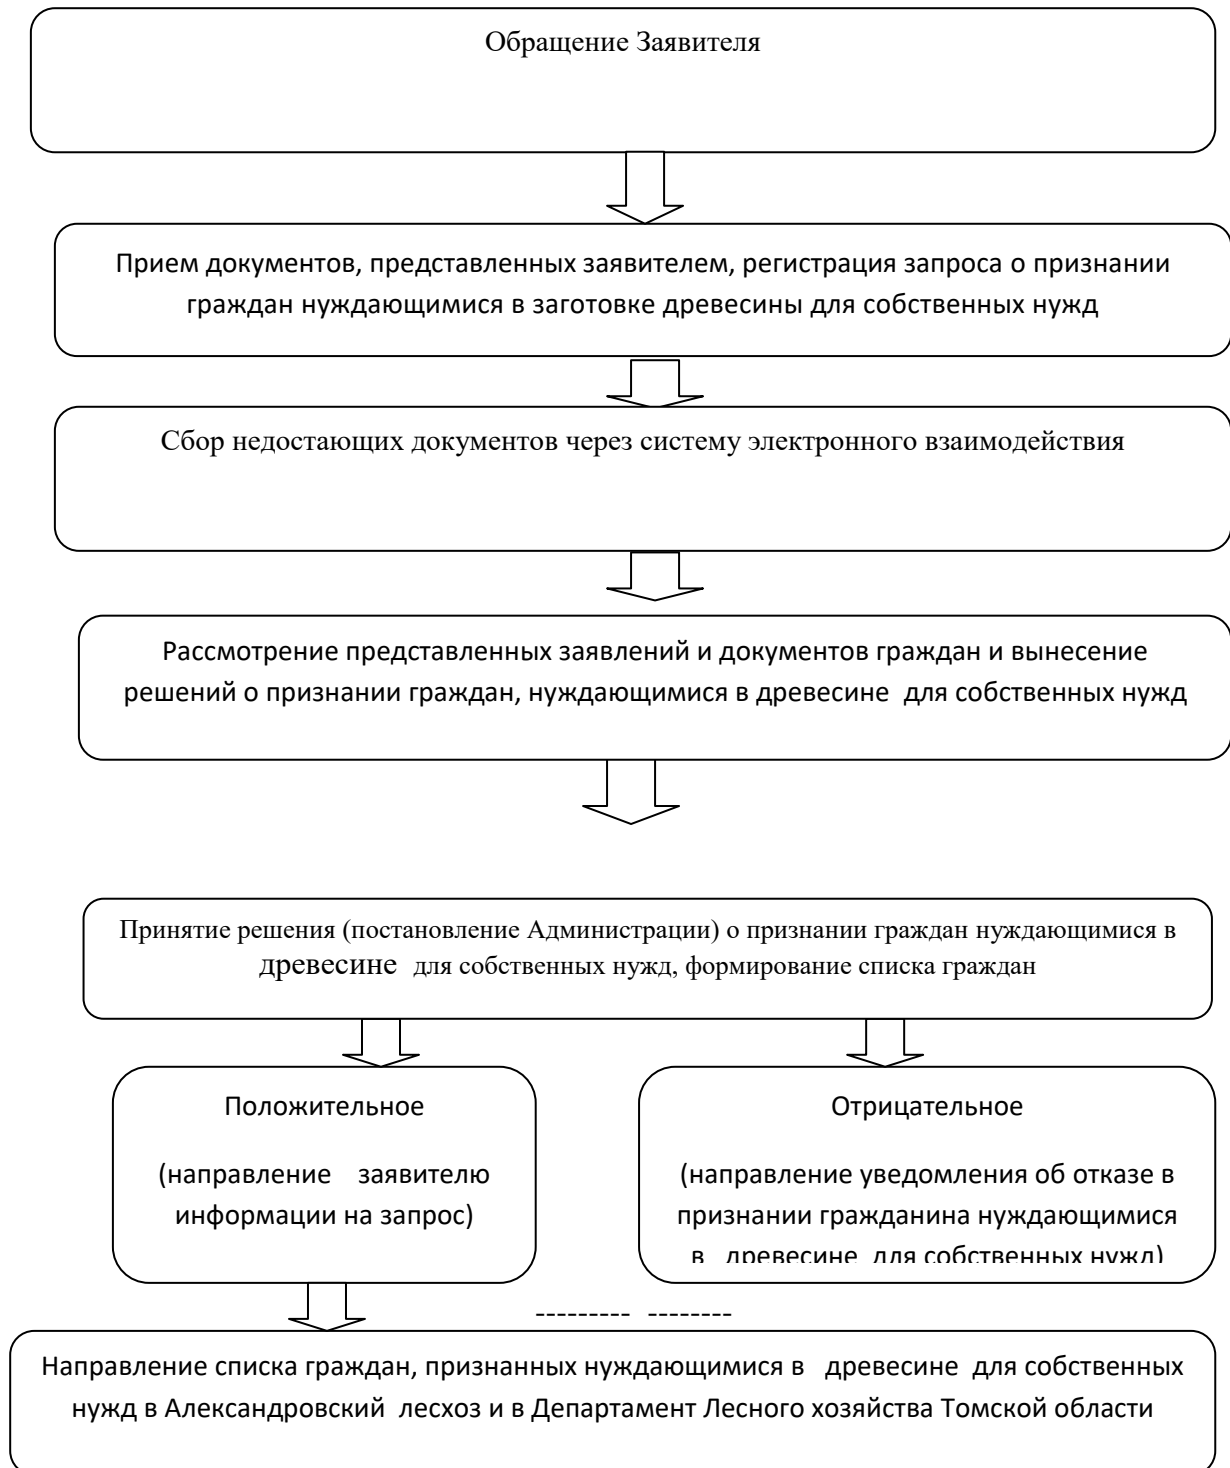 Обращение Заявителя
Прием документов, представленных заявителем, регистрация запроса о признании
граждан нуждающимися в заготовке древесины для собственных нужд
Сбор недостающих документов через систему электронного взаимодействия
Рассмотрение представленных заявлений и документов граждан и вынесение
решений о признании граждан, нуждающимися в древесине для собственных нужд
Принятие решения (постановление Администрации) о признании граждан нуждающимися в
древесине для собственных нужд, формирование списка граждан
Положительное
(направление заявителю
информации на запрос)
Отрицательное
(направление уведомления об отказе в
признании гражданина нуждающимися
в древесине для собственных нужд)
--------- --------
Направление списка граждан, признанных нуждающимися в древесине для собственных
нужд в Александровский лесхоз и в Департамент Лесного хозяйства Томской области